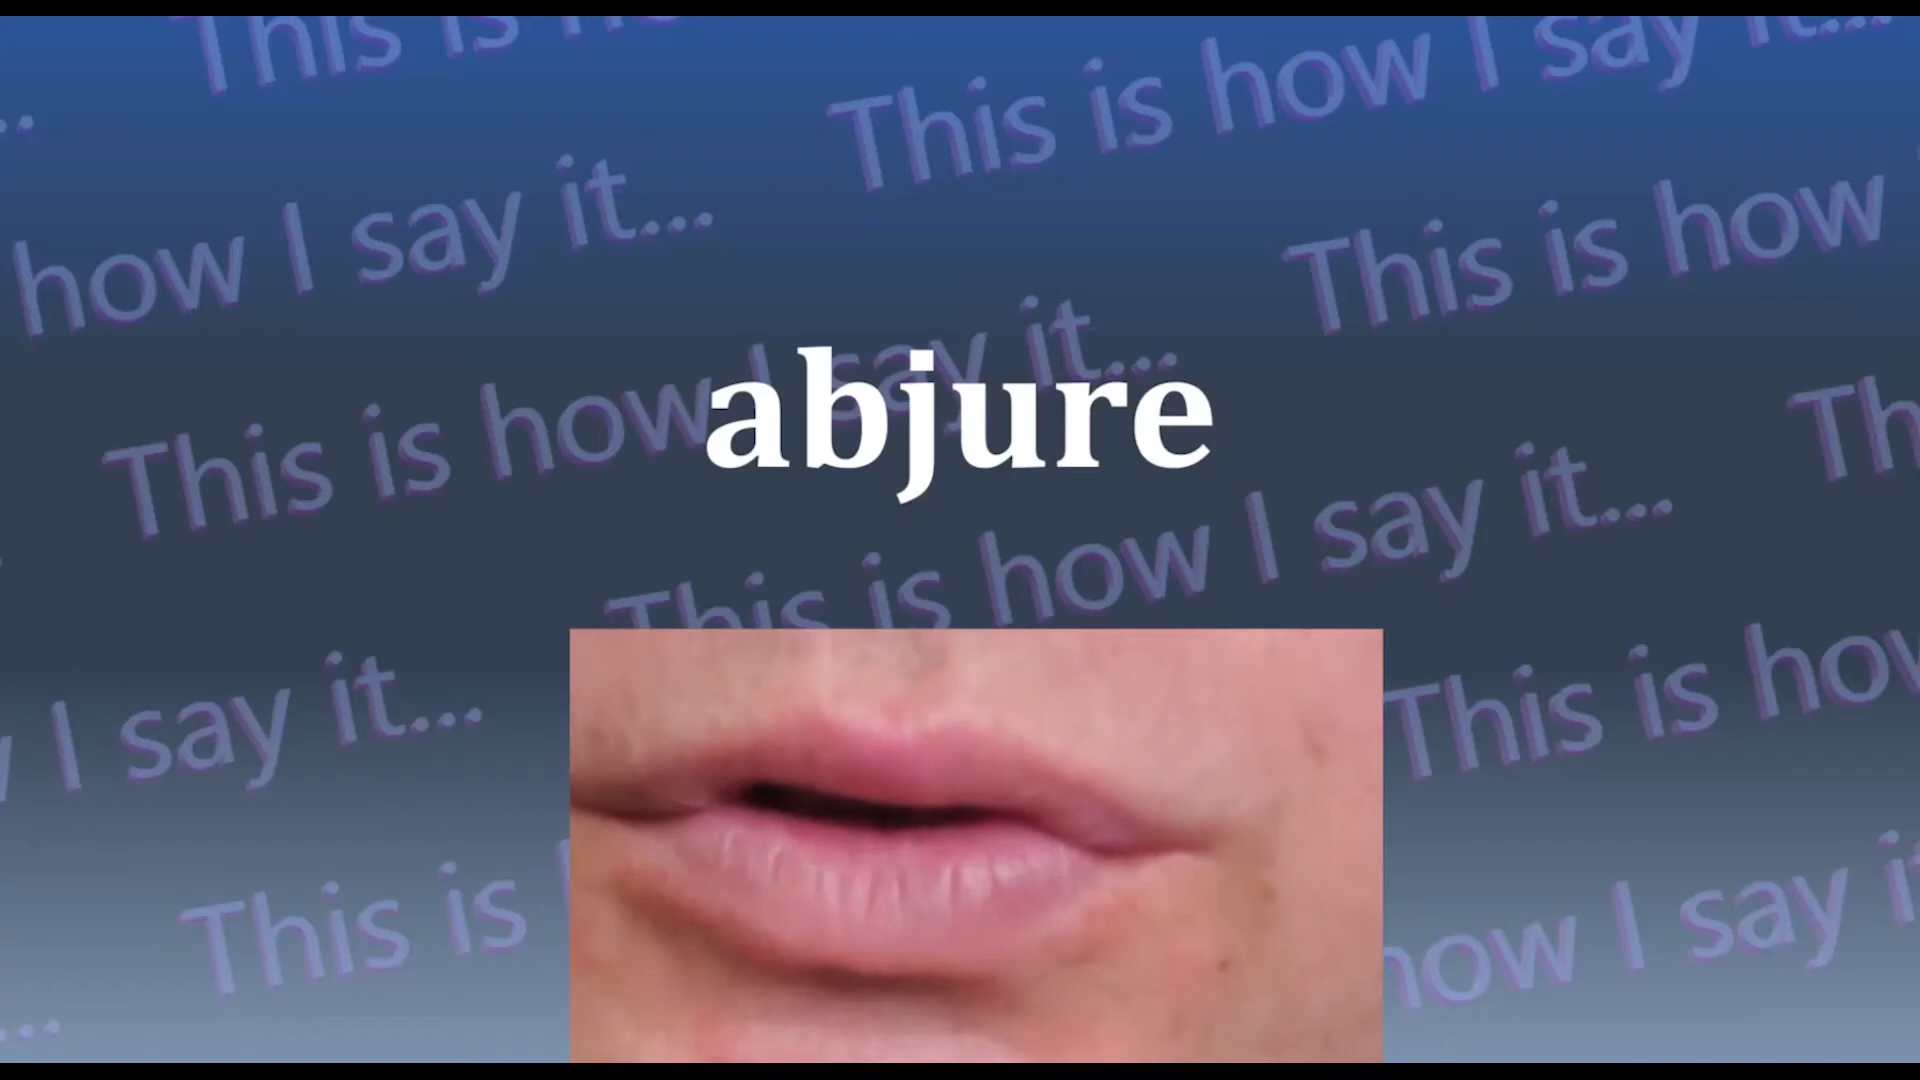 This is how
This is how I say it...
how I say it...
This is how
abjure
This is how I say it...
Th
This is how I say it...
I say it...
This is how
This is
how I say it